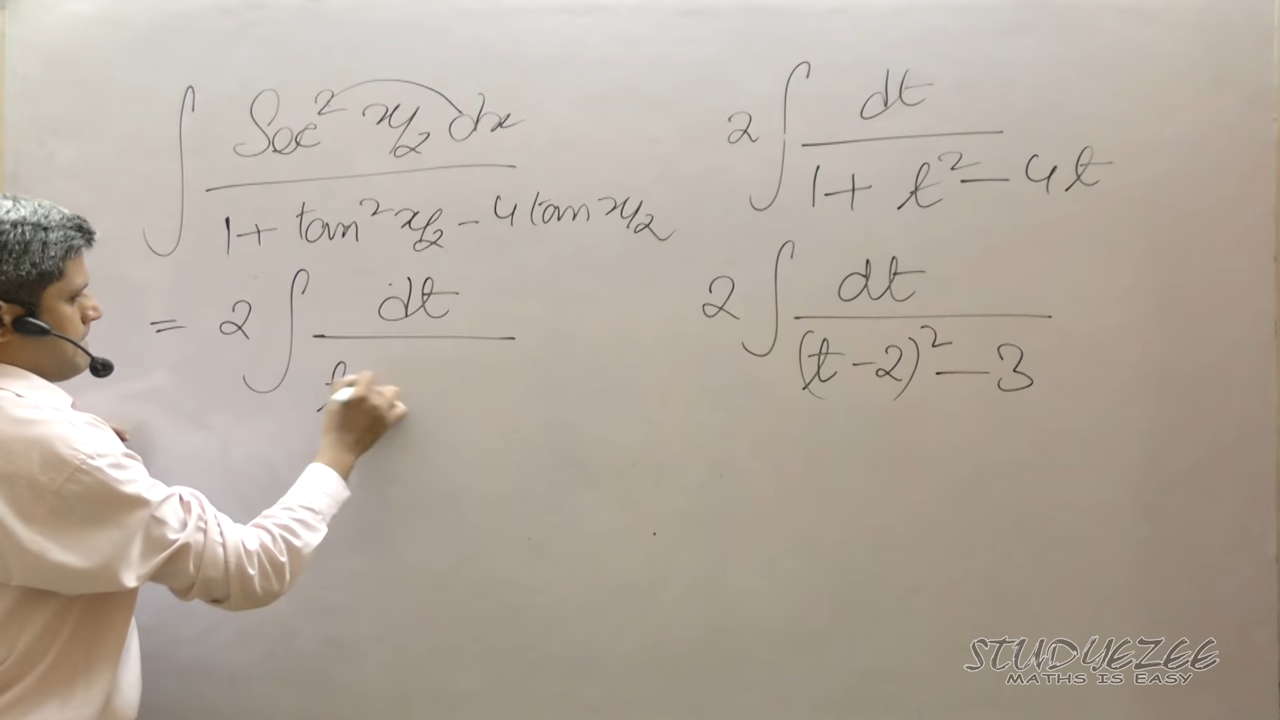 ∫ Sec² x/2 dx / (1 + tan² x/2 - 4 tan x/2)
= 2 ∫ dt /
2 ∫ dt / (1 + t² - 4t)
2 ∫ dt / ((t - 2)² - 3)
STUDYEZEE
MATHS IS EASY